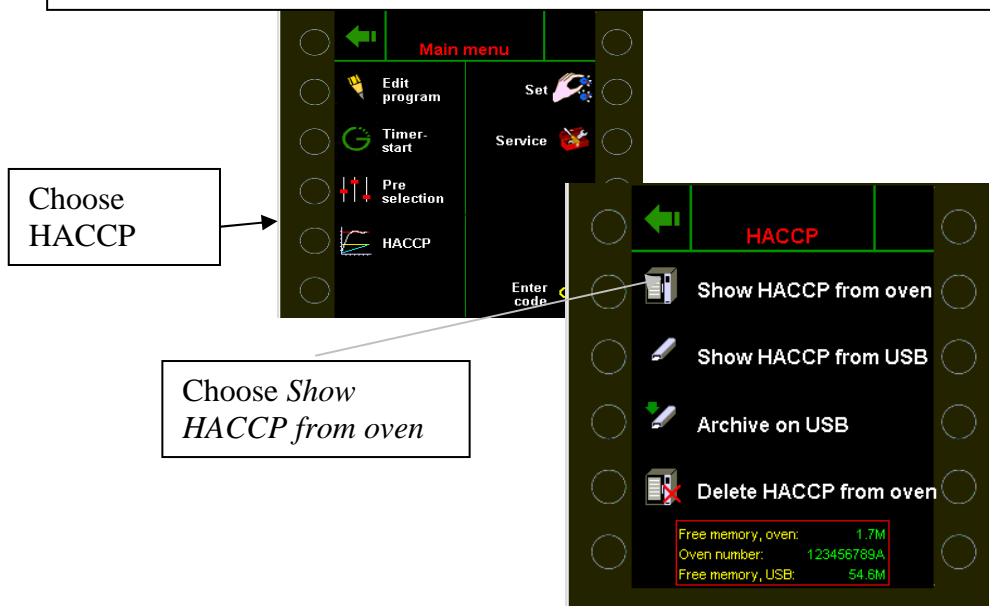 Main menu
Edit
program
Set
Timer-
start
Service
Pre
selection
HACCP
Enter
code
Choose
HACCP
HACCP
Show HACCP from oven
Show HACCP from USB
Archive on USB
Delete HACCP from oven
Free memory, oven: 1.7M
Oven number: 123456789A
Free memory, USB: 54.6M
Choose Show
HACCP from oven